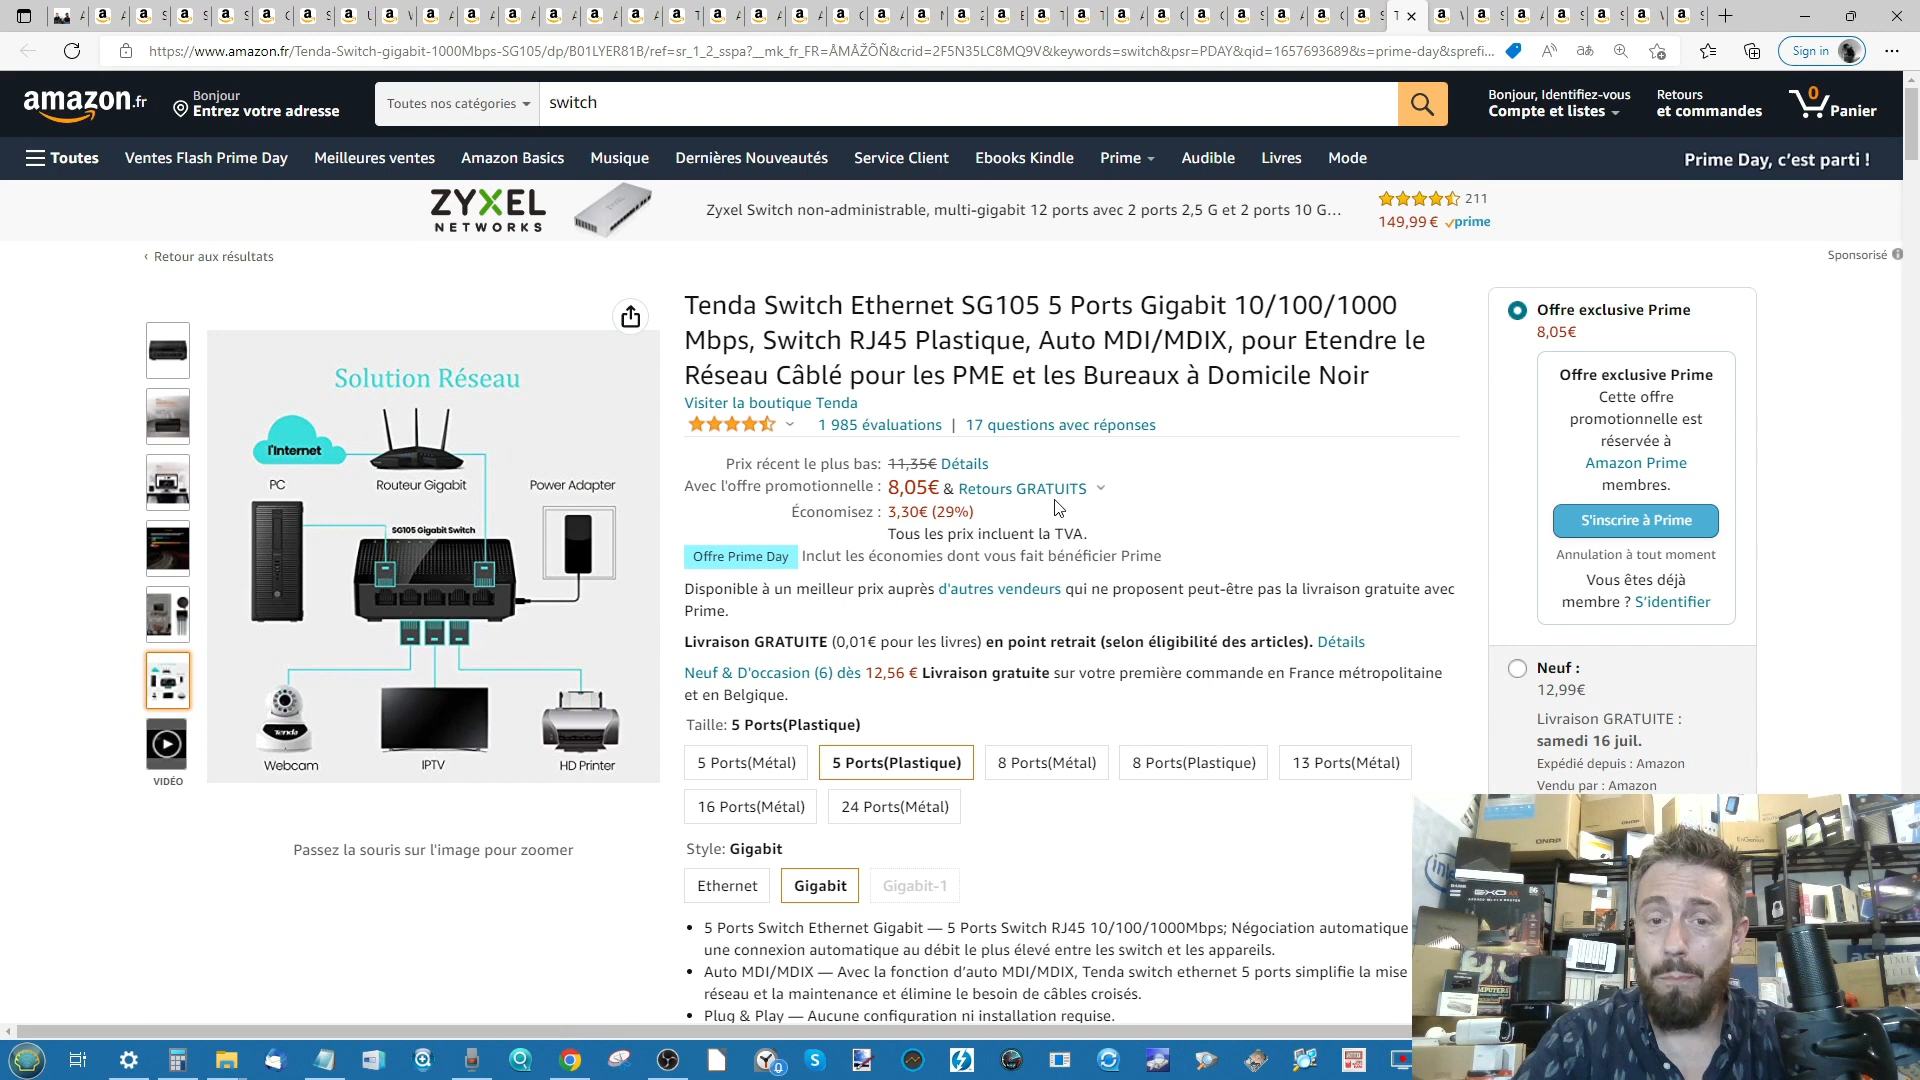 https://www.amazon.fr/Tenda-Switch-gigabit-1000Mbps-SG105/dp/B01LYER81B/ref=sr_1_2_sspa?__mk_fr_FR=ÅMÅŽÕÑ&crid=2F5N35LC8MQ9V&keywords=switch&psr=PDAY&qid=1657693689&s=prime-day&sprefi...
Sign in
amazon.fr
Bonjour
Entrez votre adresse
Toutes nos catégories
switch
Bonjour, Identifiez-vous
Compte et listes
Retours
et commandes
0
Panier
Toutes
Ventes Flash Prime Day
Meilleures ventes
Amazon Basics
Musique
Dernières Nouveautés
Service Client
Ebooks Kindle
Prime
Audible
Livres
Mode
Prime Day, c’est parti !
ZYXEL
NETWORKS
Zyxel Switch non-administrable, multi-gigabit 12 ports avec 2 ports 2,5 G et 2 ports 10 G...
211
149,99 € prime
‹ Retour aux résultats
Sponsorisé
Solution Réseau
l'Internet
PC
Routeur Gigabit
Power Adapter
SG105 Gigabit Switch
Tenda
Webcam
IPTV
HD Printer
VIDÉO
Passez la souris sur l'image pour zoomer
Tenda Switch Ethernet SG105 5 Ports Gigabit 10/100/1000
Mbps, Switch RJ45 Plastique, Auto MDI/MDIX, pour Etendre le
Réseau Câblé pour les PME et les Bureaux à Domicile Noir
Visiter la boutique Tenda
1 985 évaluations | 17 questions avec réponses
Prix récent le plus bas: 11,35€ Détails
Avec l'offre promotionnelle : 8,05€ & Retours GRATUITS
Économisez : 3,30€ (29%)
Tous les prix incluent la TVA.
Offre Prime Day Inclut les économies dont vous fait bénéficier Prime
Disponible à un meilleur prix auprès d'autres vendeurs qui ne proposent peut-être pas la livraison gratuite avec
Prime.
Livraison GRATUITE (0,01€ pour les livres) en point retrait (selon éligibilité des articles). Détails
Neuf & D'occasion (6) dès 12,56 € Livraison gratuite sur votre première commande en France métropolitaine
et en Belgique.
Taille: 5 Ports(Plastique)
5 Ports(Métal)
5 Ports(Plastique)
8 Ports(Métal)
8 Ports(Plastique)
13 Ports(Métal)
16 Ports(Métal)
24 Ports(Métal)
Style: Gigabit
Ethernet
Gigabit
Gigabit-1
• 5 Ports Switch Ethernet Gigabit — 5 Ports Switch RJ45 10/100/1000Mbps; Négociation automatique
une connexion automatique au débit le plus élevé entre les switch et les appareils.
• Auto MDI/MDIX — Avec la fonction d’auto MDI/MDIX, Tenda switch ethernet 5 ports simplifie la mise
réseau et la maintenance et élimine le besoin de câbles croisés.
• Plug & Play — Aucune configuration ni installation requise.
Offre exclusive Prime
8,05€
Offre exclusive Prime
Cette offre
promotionnelle est
réservée à
Amazon Prime
membres.
S'inscrire à Prime
Annulation à tout moment
Vous êtes déjà
membre ? S’identifier
Neuf :
12,99€
Livraison GRATUITE :
samedi 16 juil.
Expédié depuis : Amazon
Vendu par : Amazon
intel
EXO
QNAP
EnGenius
COMPUTERS